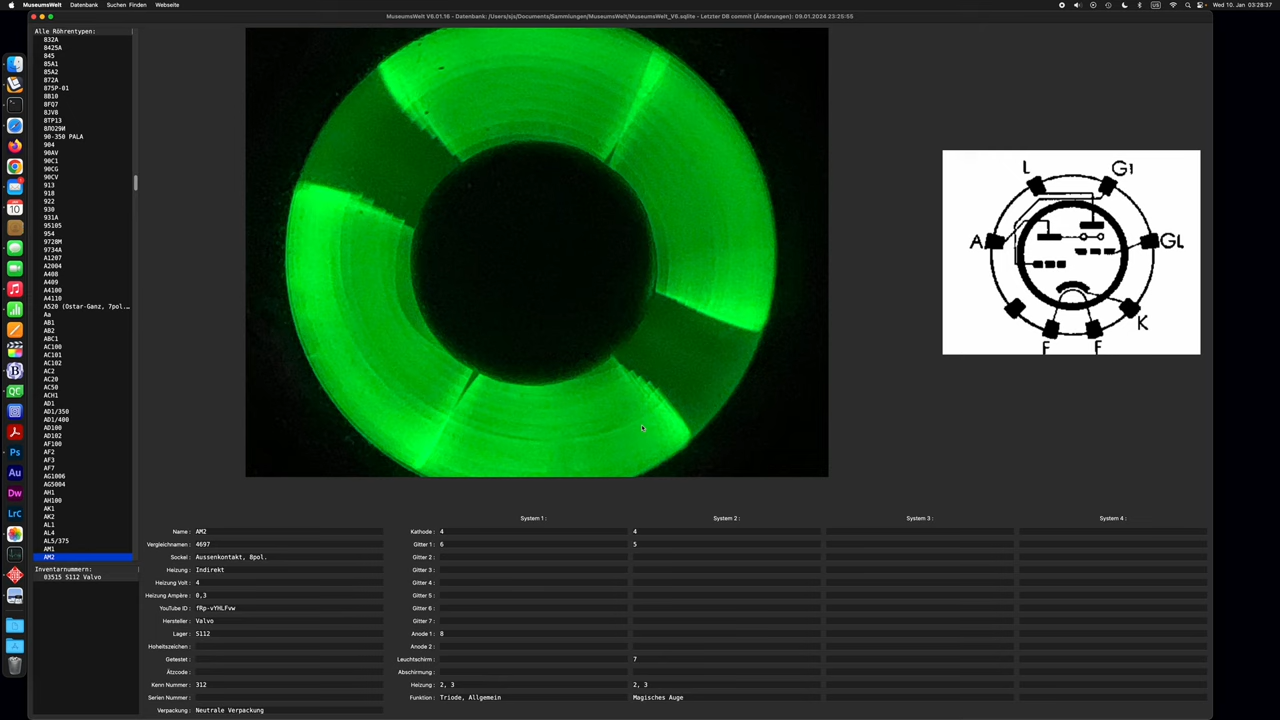 MuseumsWelt Datenbank Suchen Finden Webseite
US Wed 10. Jan 03:28:37
MuseumsWelt V6.01.16 - Datenbank: /Users/sjs/Documents/Sammlungen/MuseumsWelt/MuseumsWelt_V6.sqlite - Letzter DB commit (Änderungen): 09.01.2024 23:25:55
Alle Röhrentypen:
832A
8425A
845
85A1
85A2
872A
875P-01
8B10
8FQ7
8JV8
8TP13
8ЛО29И
90-350 PALA
904
90AV
90C1
90CG
90CV
913
918
922
930
931A
95105
954
9728M
9734A
A1207
A2004
A408
A409
A4100
A4110
A520 (Ostar-Ganz, 7pol...
Aa
AB1
AB2
ABC1
AC100
AC101
AC102
AC2
AC20
AC50
ACH1
AD1
AD1/350
AD1/400
AD100
AD102
AF100
AF2
AF3
AF7
AG1006
AG5004
AH1
AH100
AK1
AK2
AL1
AL4
AL5/375
AM1
AM2
Inventarnummern:
03515 S112 Valvo
L G1
A GL
K
F F
System 1 : System 2 : System 3 : System 4 :
Name : AM2 Kathode : 4 4
Vergleichnamen : 4697 Gitter 1 : 6 5
Sockel : Aussenkontakt, 8pol. Gitter 2 :
Heizung : Indirekt Gitter 3 :
Heizung Volt : 4 Gitter 4 :
Heizung Ampère : 0,3 Gitter 5 :
YouTube ID : fRp-vYHLFvw Gitter 6 :
Hersteller : Valvo Gitter 7 :
Lager : S112 Anode 1 : 8
Hoheitszeichen : Anode 2 :
Getestet : Leuchtschirm : 7
Ätzcode : Abschirmung :
Kenn Nummer : 312 Heizung : 2, 3 2, 3
Serien Nummer : Funktion : Triode, Allgemein Magisches Auge
Verpackung : Neutrale Verpackung